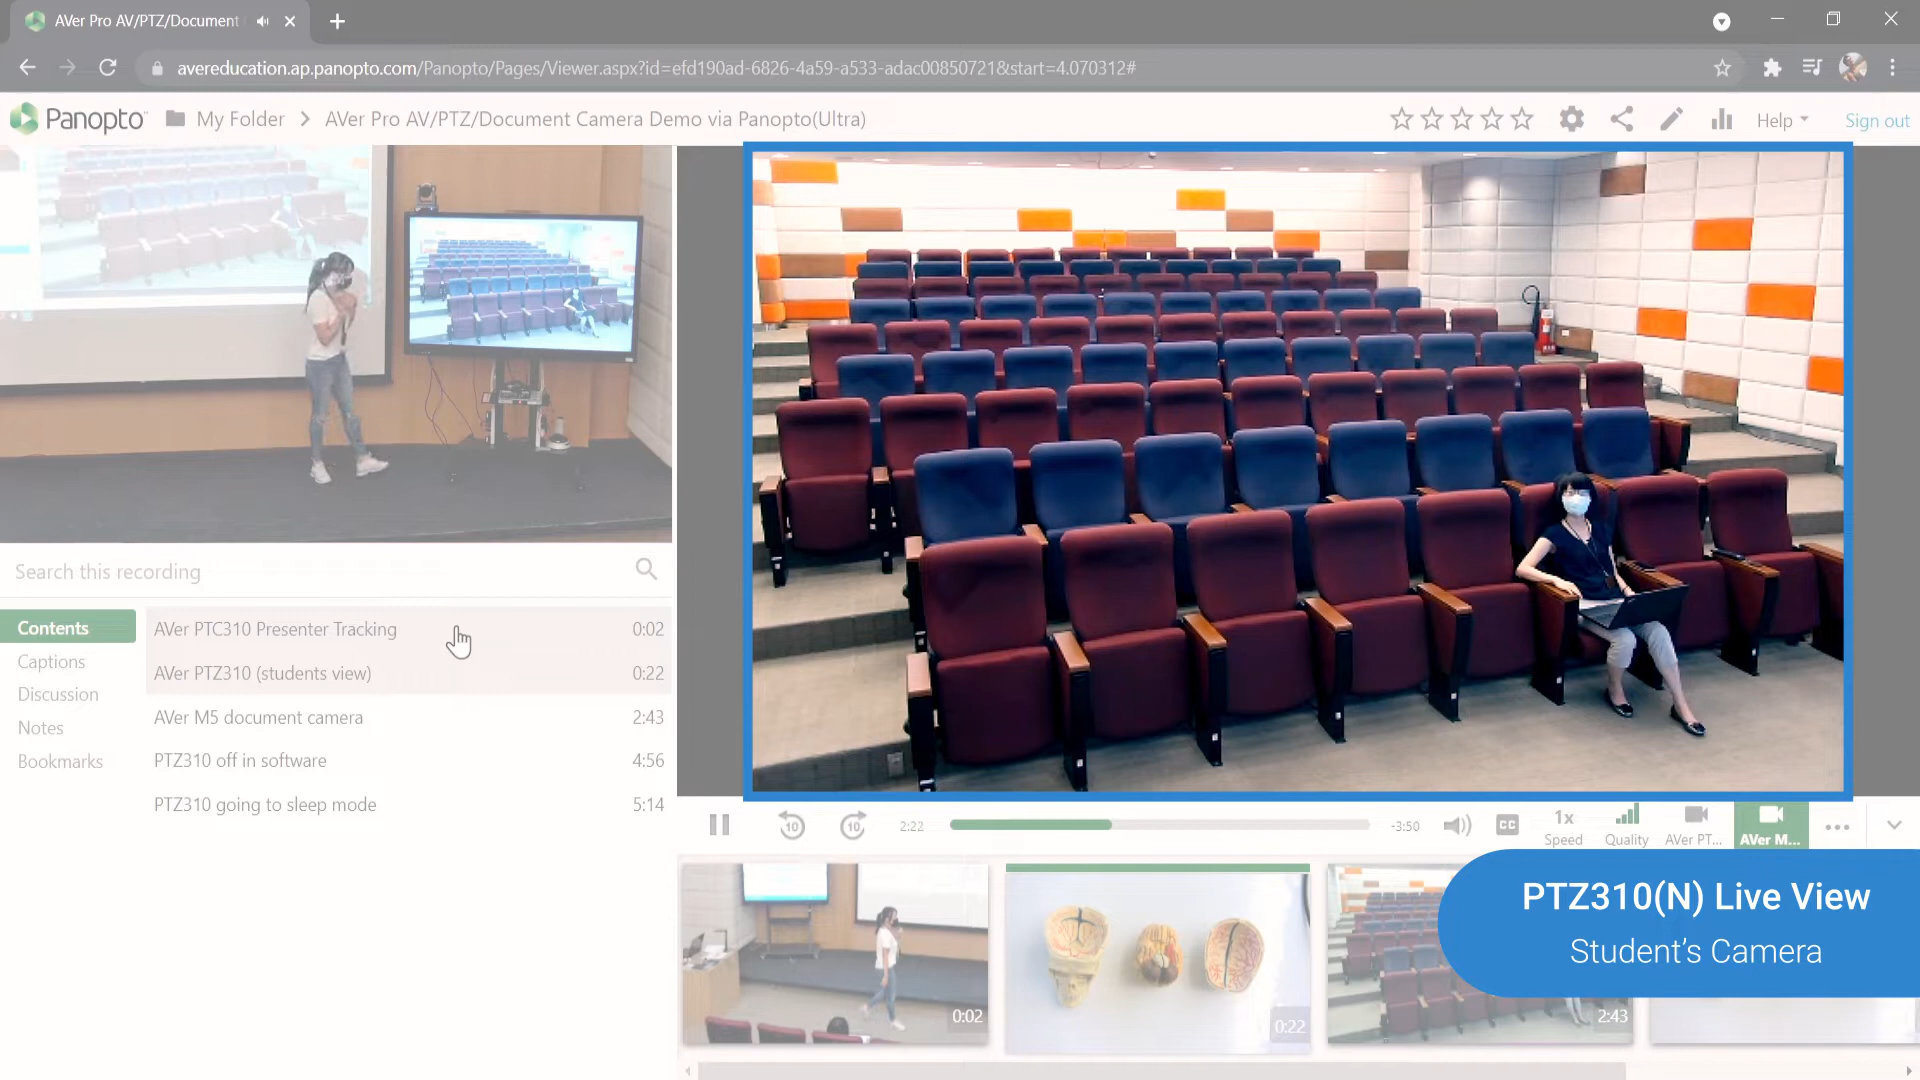 AVer Pro AV/PTZ/Document
avereducation.ap.panopto.com/Panopto/Pages/Viewer.aspx?id=efd190ad-6826-4a59-a533-adac00850721&start=4.070312#
Panopto
My Folder > AVer Pro AV/PTZ/Document Camera Demo via Panopto(Ultra)
Help
Sign out
Search this recording
Contents
Captions
Discussion
Notes
Bookmarks
AVer PTC310 Presenter Tracking 0:02
AVer PTZ310 (students view) 0:22
AVer M5 document camera 2:43
PTZ310 off in software 4:56
PTZ310 going to sleep mode 5:14
10
10
2:22
-3:50
CC
1x
Speed
Quality
AVer PT...
AVer M...
0:02
0:22
2:43
PTZ310(N) Live View
Student’s Camera